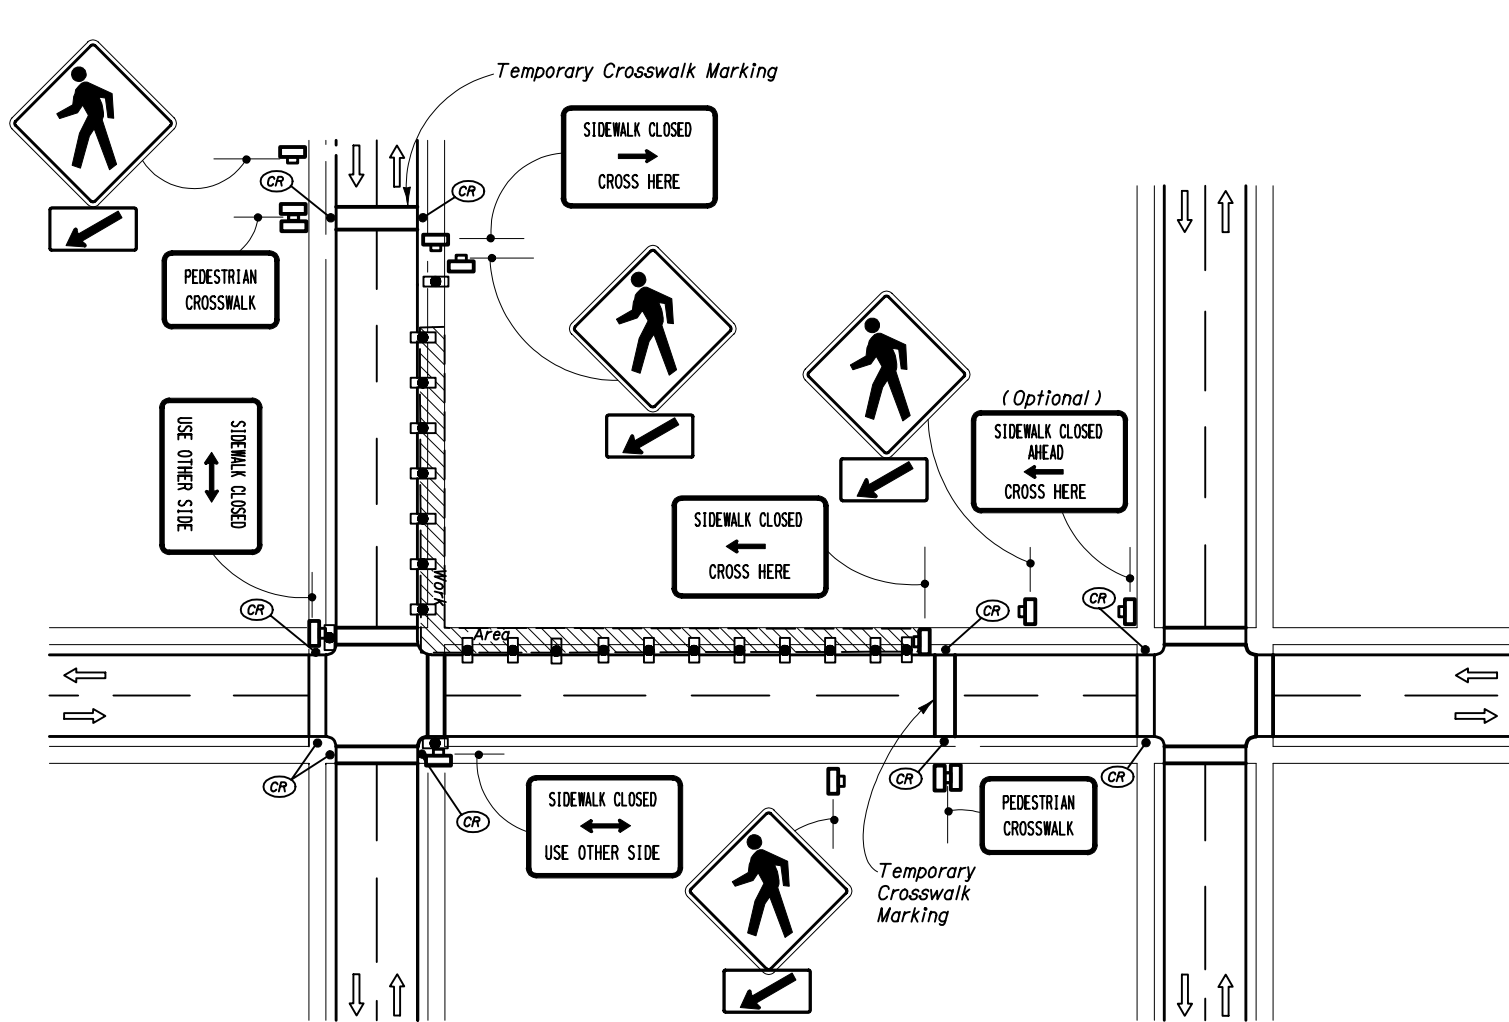 Temporary Crosswalk Marking
SIDEWALK CLOSED
CROSS HERE
CR
CR
PEDESTRIAN
CROSSWALK
(Optional)
SIDEWALK CLOSED
AHEAD
CROSS HERE
SIDEWALK CLOSED
USE OTHER SIDE
SIDEWALK CLOSED
CROSS HERE
Work
Area
CR
CR
CR
CR
CR
CR
CR
SIDEWALK CLOSED
USE OTHER SIDE
PEDESTRIAN
CROSSWALK
Temporary
Crosswalk
Marking